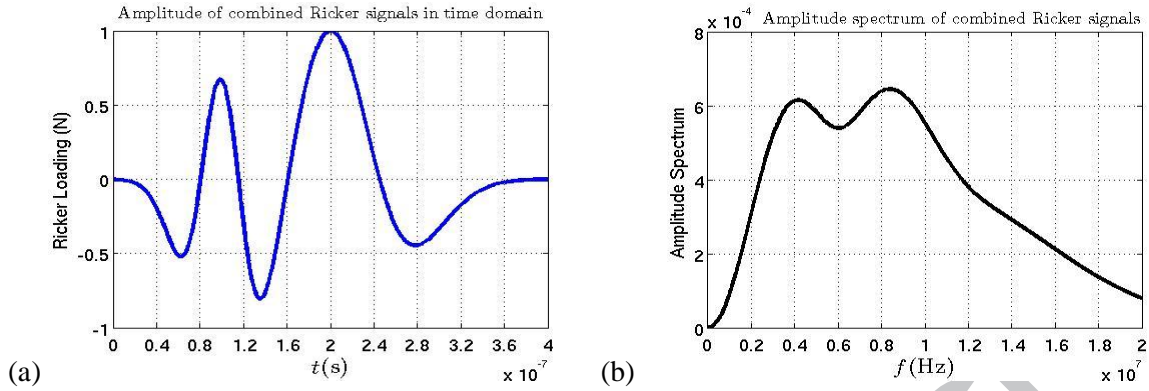 Amplitude of combined Ricker signals in time domain
1
0.5
0
-0.5
-1
Ricker Loading (N)
0 0.4 0.8 1.2 1.6 2 2.4 2.8 3.2 3.6 4
t(s)
x 10^-7
(a)
x 10^-4
Amplitude spectrum of combined Ricker signals
8
6
4
2
0
Amplitude Spectrum
0 0.2 0.4 0.6 0.8 1 1.2 1.4 1.6 1.8 2
f(Hz)
x 10^7
(b)